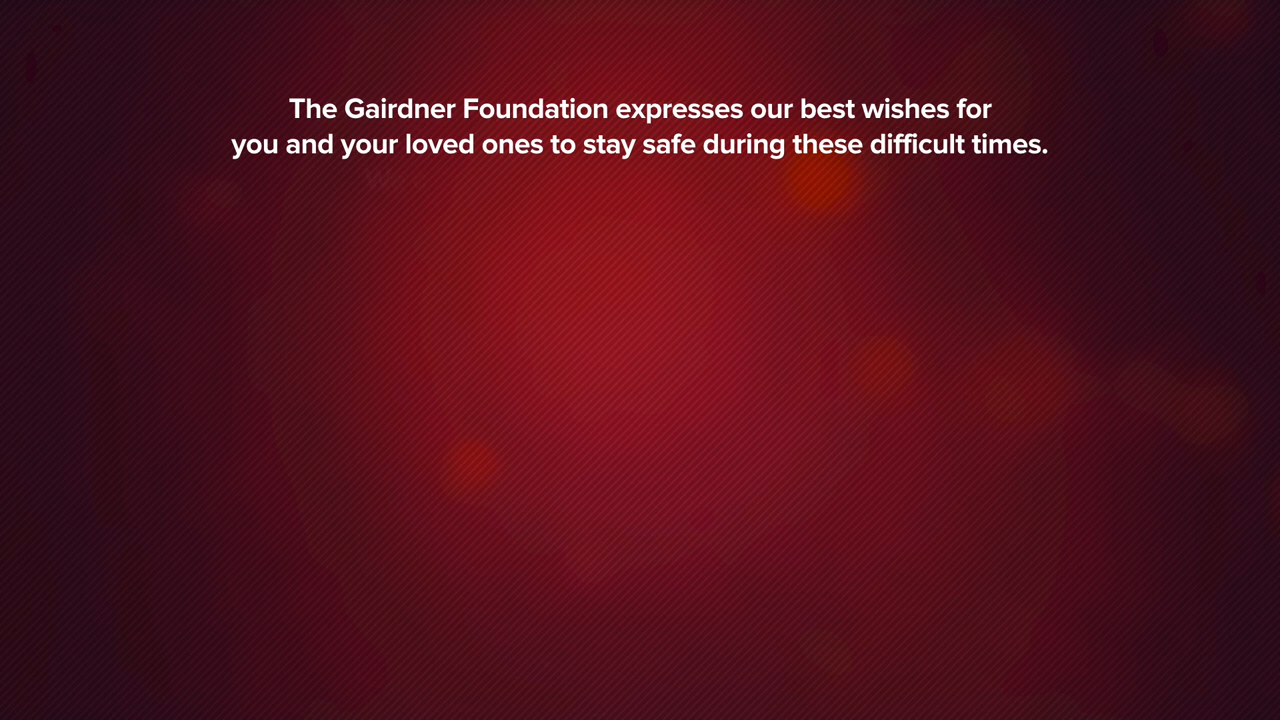 The Gairdner Foundation expresses our best wishes for
you and your loved ones to stay safe during these difficult times.